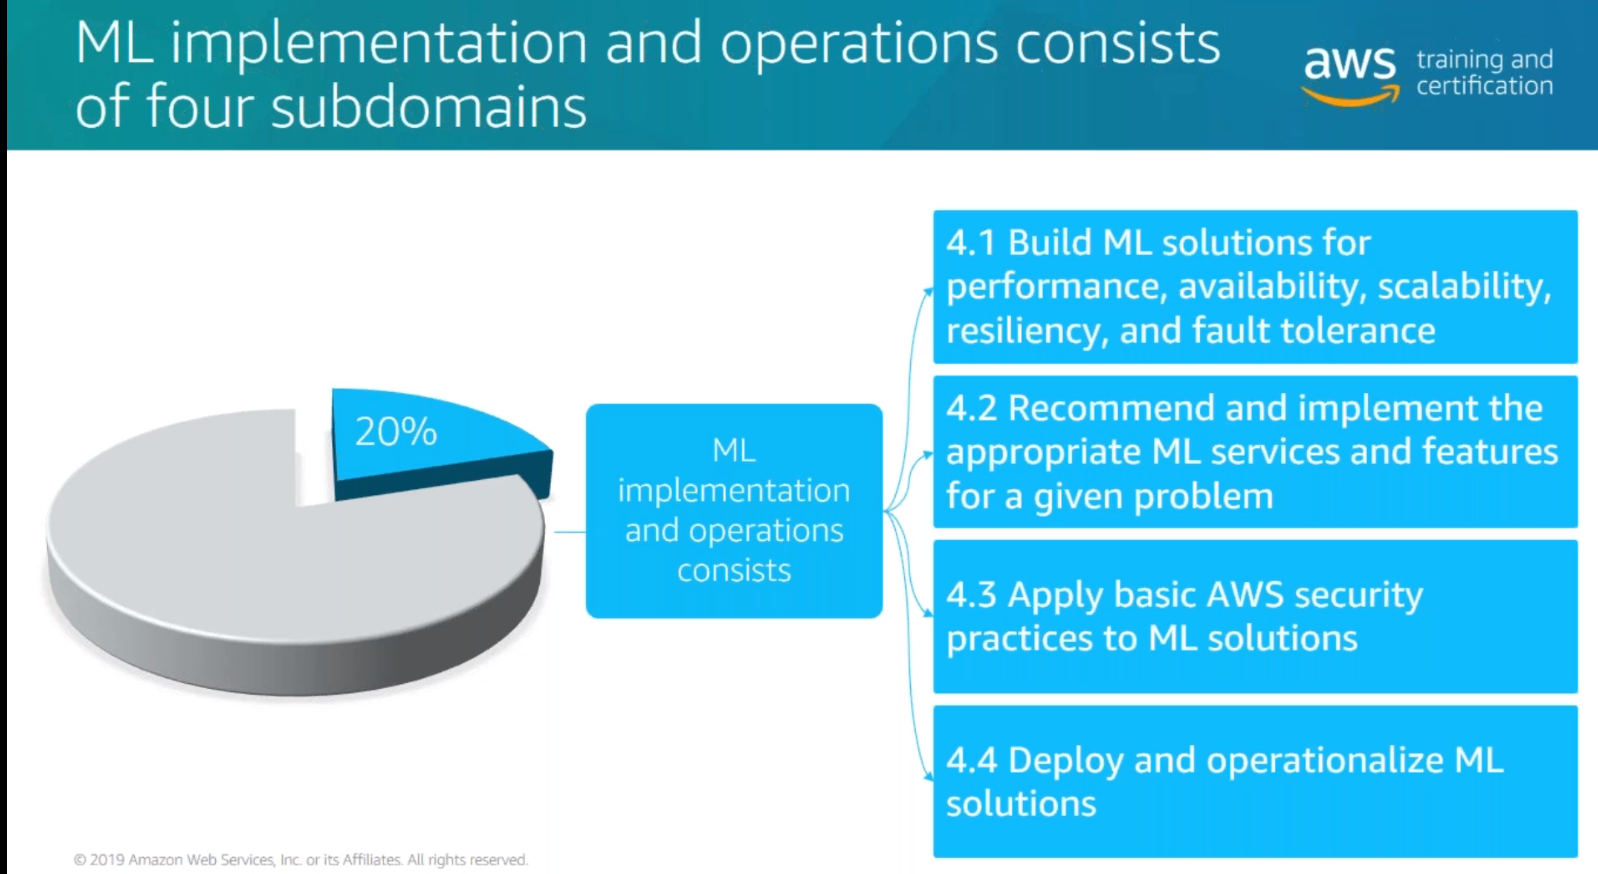 ML implementation and operations consists
of four subdomains
aws training and
certification
20%
ML
implementation
and operations
consists
4.1 Build ML solutions for
performance, availability, scalability,
resiliency, and fault tolerance
4.2 Recommend and implement the
appropriate ML services and features
for a given problem
4.3 Apply basic AWS security
practices to ML solutions
4.4 Deploy and operationalize ML
solutions
© 2019 Amazon Web Services, Inc. or its Affiliates. All rights reserved.